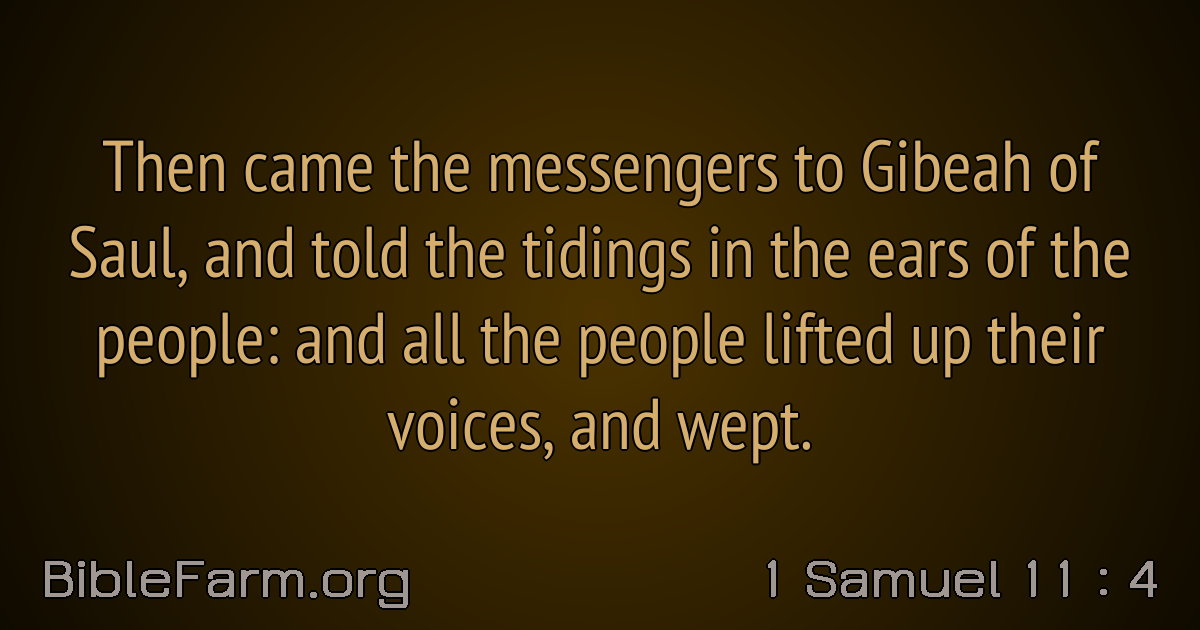 Then came the messengers to Gibeah of
Saul, and told the tidings in the ears of the
people: and all the people lifted up their
voices, and wept.
BibleFarm.org
1 Samuel 11 : 4